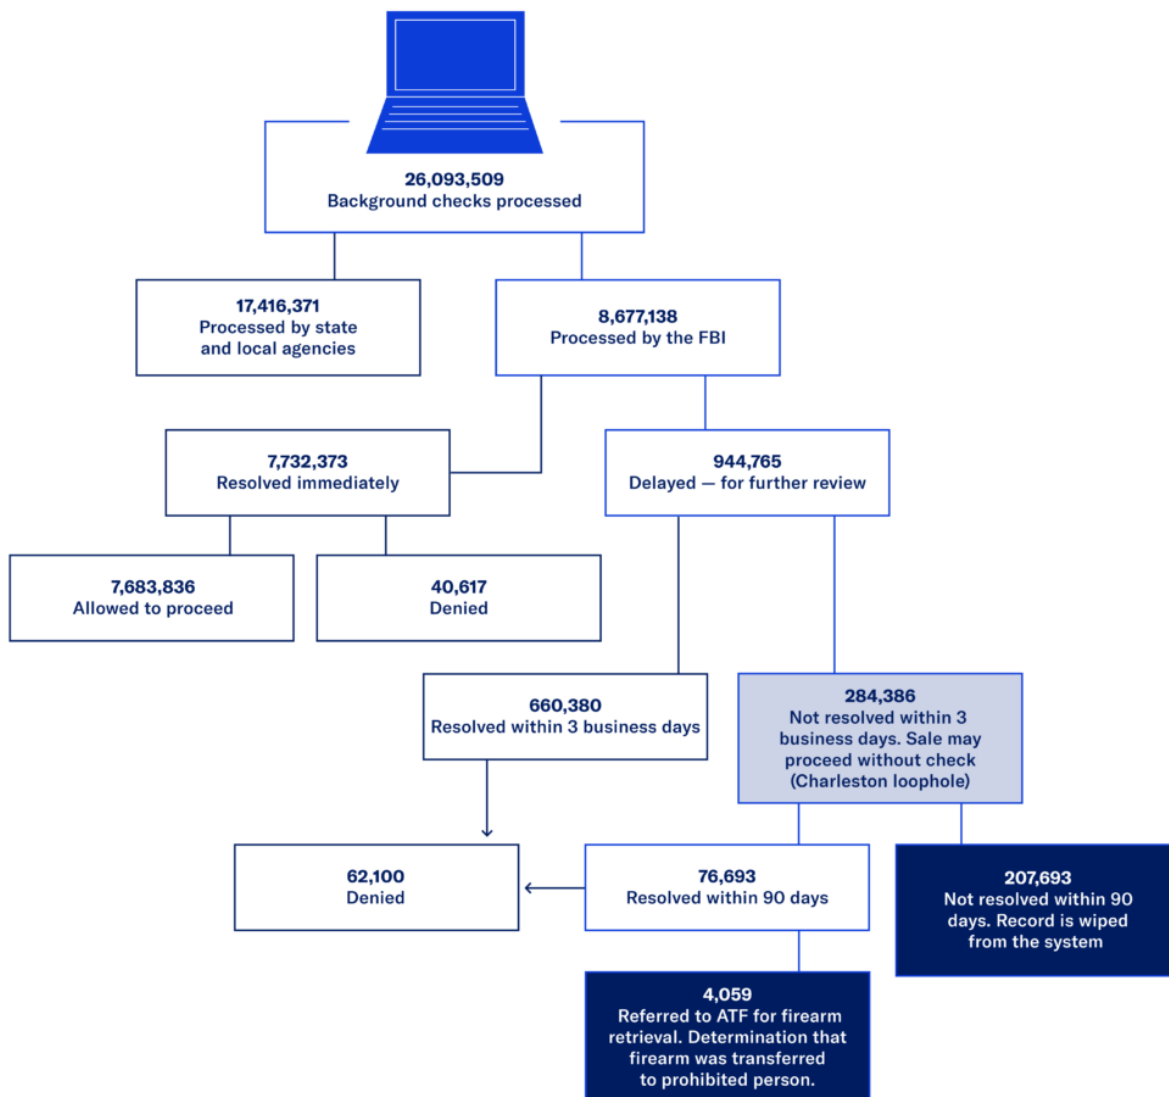 26,093,509
Background checks processed
17,416,371
Processed by state
and local agencies
8,677,138
Processed by the FBI
7,732,373
Resolved immediately
944,765
Delayed — for further review
7,683,836
Allowed to proceed
40,617
Denied
660,380
Resolved within 3 business days
284,386
Not resolved within 3
business days. Sale may
proceed without check
(Charleston loophole)
62,100
Denied
76,693
Resolved within 90 days
207,693
Not resolved within 90
days. Record is wiped
from the system
4,059
Referred to ATF for firearm
retrieval. Determination that
firearm was transferred
to prohibited person.